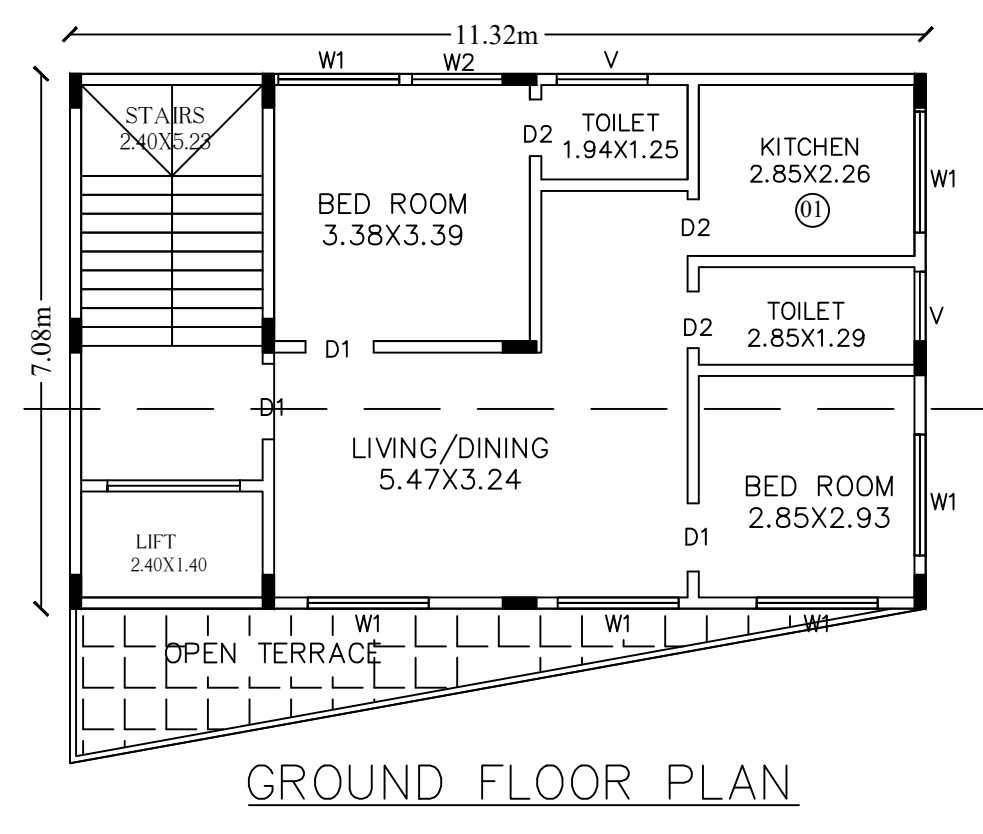 11.32m
W1
W2
V
7.08m
STAIRS
2.40X5.23
D2
TOILET
1.94X1.25
KITCHEN
2.85X2.26
01
W1
BED ROOM
3.38X3.39
D2
TOILET
2.85X1.29
V
D2
D1
D1
LIVING/DINING
5.47X3.24
BED ROOM
2.85X2.93
W1
D1
LIFT
2.40X1.40
W1
W1
W1
OPEN TERRACE
GROUND FLOOR PLAN